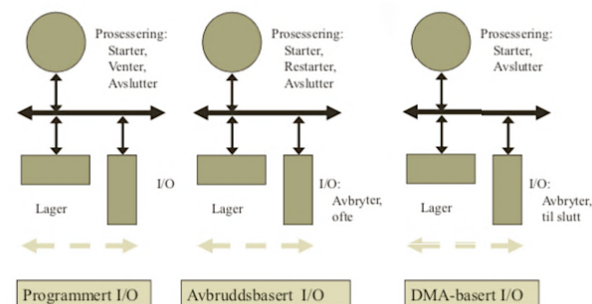 Prosessering:
Starter,
Venter,
Avslutter
I/O
Lager
Programmert I/O
Prosessering:
Starter,
Restarter,
Avslutter
I/O:
Avbryter,
ofte
Lager
Avbruddsbasert I/O
Prosessering:
Starter,
Avslutter
I/O:
Avbryter,
til slutt
Lager
DMA-basert I/O